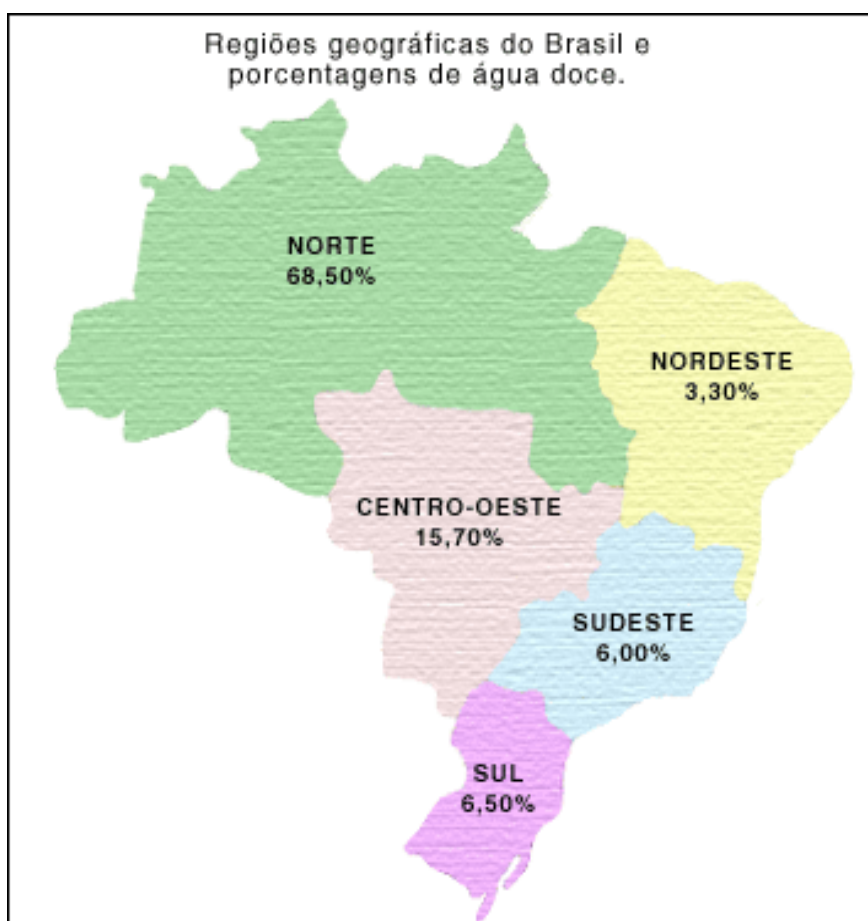 Regiões geográficas do Brasil e
porcentagens de água doce.
NORTE
68,50%
NORDESTE
3,30%
CENTRO-OESTE
15,70%
SUDESTE
6,00%
SUL
6,50%